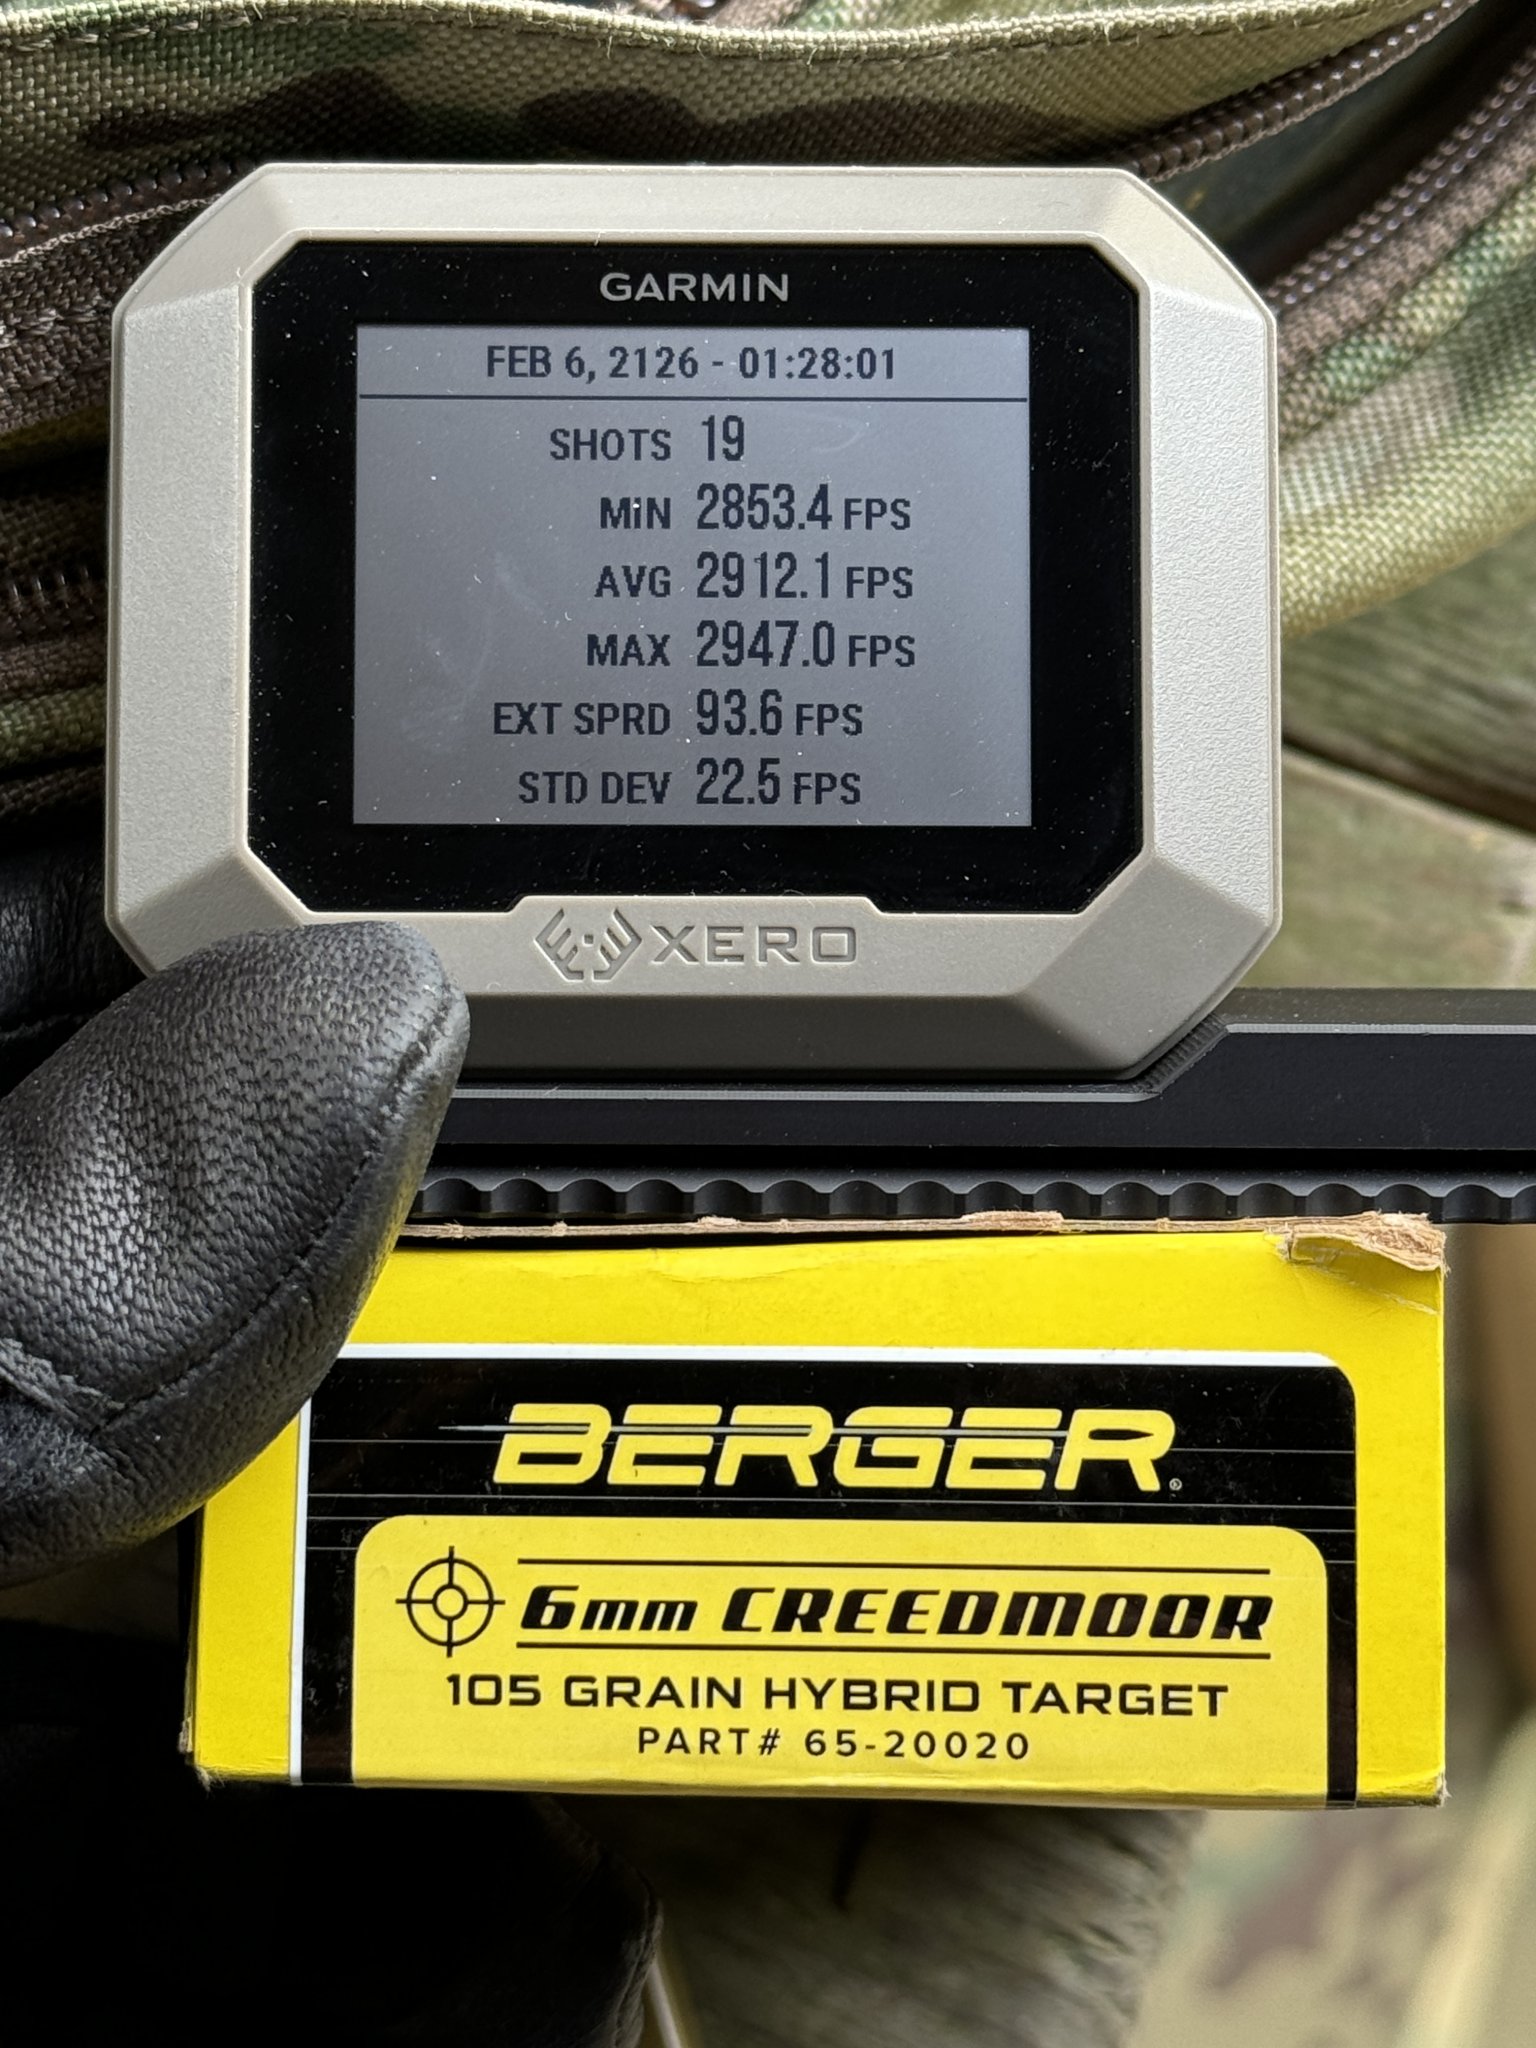 GARMIN
FEB 6, 2126 - 01:28:01
SHOTS 19
MiN 2853.4 FPS
AVG 2912.1 FPS
MAX 2947.0 FPS
EXT SPRD 93.6 FPS
STD DEV 22.5 FPS
XERO
BERGER®
6mm CREEDMOOR
105 GRAIN HYBRID TARGET
PART# 65-20020